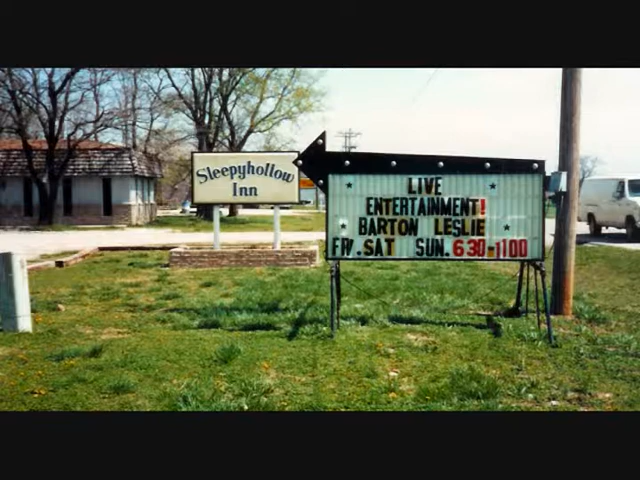 Sleepyhollow
Inn
LIVE
ENTERTAINMENT!
BARTON LESLIE
FRI.SAT SUN. 630-1100